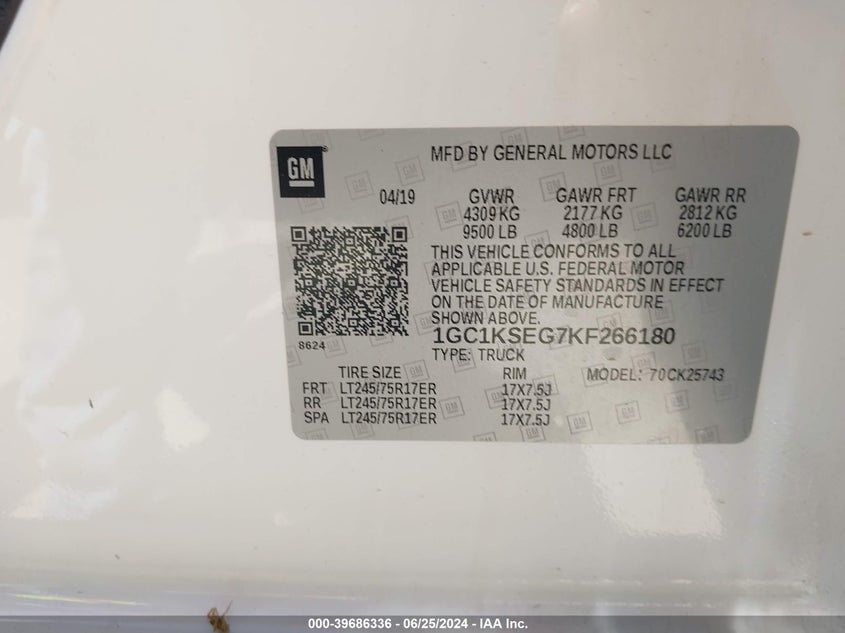 GM
MFD BY GENERAL MOTORS LLC
04/19 GVWR GAWR FRT GAWR RR
4309 KG 2177 KG 2812 KG
9500 LB 4800 LB 6200 LB
THIS VEHICLE CONFORMS TO ALL
APPLICABLE U.S. FEDERAL MOTOR
VEHICLE SAFETY STANDARDS IN EFFECT
ON THE DATE OF MANUFACTURE
SHOWN ABOVE.
8624
1GC1KSEG7KF266180
TYPE: TRUCK
TIRE SIZE RIM MODEL: 70CK25743
FRT LT245/75R17ER 17X7.5J
RR LT245/75R17ER 17X7.5J
SPA LT245/75R17ER 17X7.5J
000-39686336 - 06/25/2024 - IAA Inc.